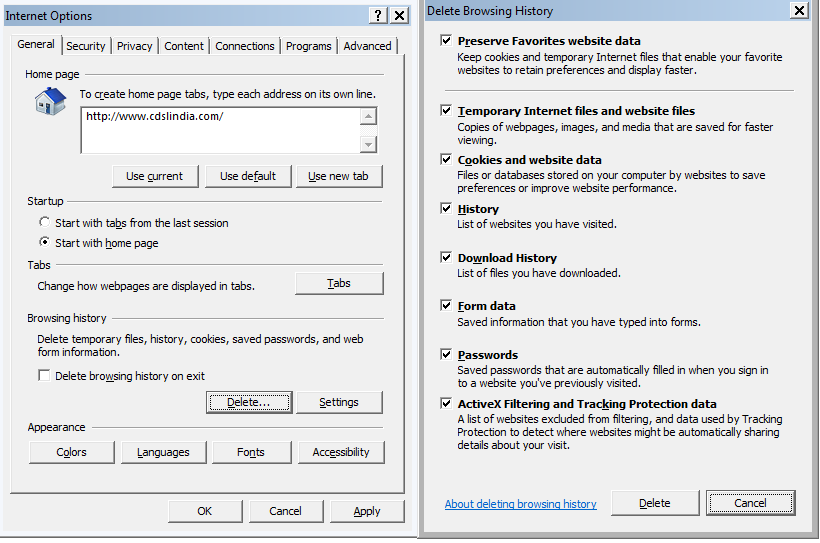 Internet Options
General Security Privacy Content Connections Programs Advanced
Home page
To create home page tabs, type each address on its own line.
http://www.cdslindia.com/
Use current Use default Use new tab
Startup
Start with tabs from the last session
Start with home page
Tabs
Change how webpages are displayed in tabs. Tabs
Browsing history
Delete temporary files, history, cookies, saved passwords, and web
form information.
Delete browsing history on exit
Delete... Settings
Appearance
Colors Languages Fonts Accessibility
OK Cancel Apply
Delete Browsing History
Preserve Favorites website data
Keep cookies and temporary Internet files that enable your favorite
websites to retain preferences and display faster.
Temporary Internet files and website files
Copies of webpages, images, and media that are saved for faster
viewing.
Cookies and website data
Files or databases stored on your computer by websites to save
preferences or improve website performance.
History
List of websites you have visited.
Download History
List of files you have downloaded.
Form data
Saved information that you have typed into forms.
Passwords
Saved passwords that are automatically filled in when you sign in
to a website you've previously visited.
ActiveX Filtering and Tracking Protection data
A list of websites excluded from filtering, and data used by Tracking
Protection to detect where websites might be automatically sharing
details about your visit.
About deleting browsing history Delete Cancel